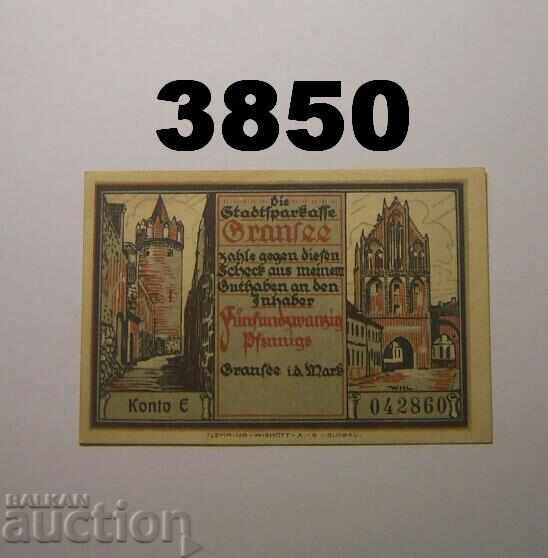 3850
Die
Stadtsparkasse
Gransee
zahle gegen diesen
Scheck aus meinem
Guthaben an den
Inhaber
Fünfundzwanzig
Pfennige
Gransee i.d. Mark
Konto E
042860
BALKAN
auction